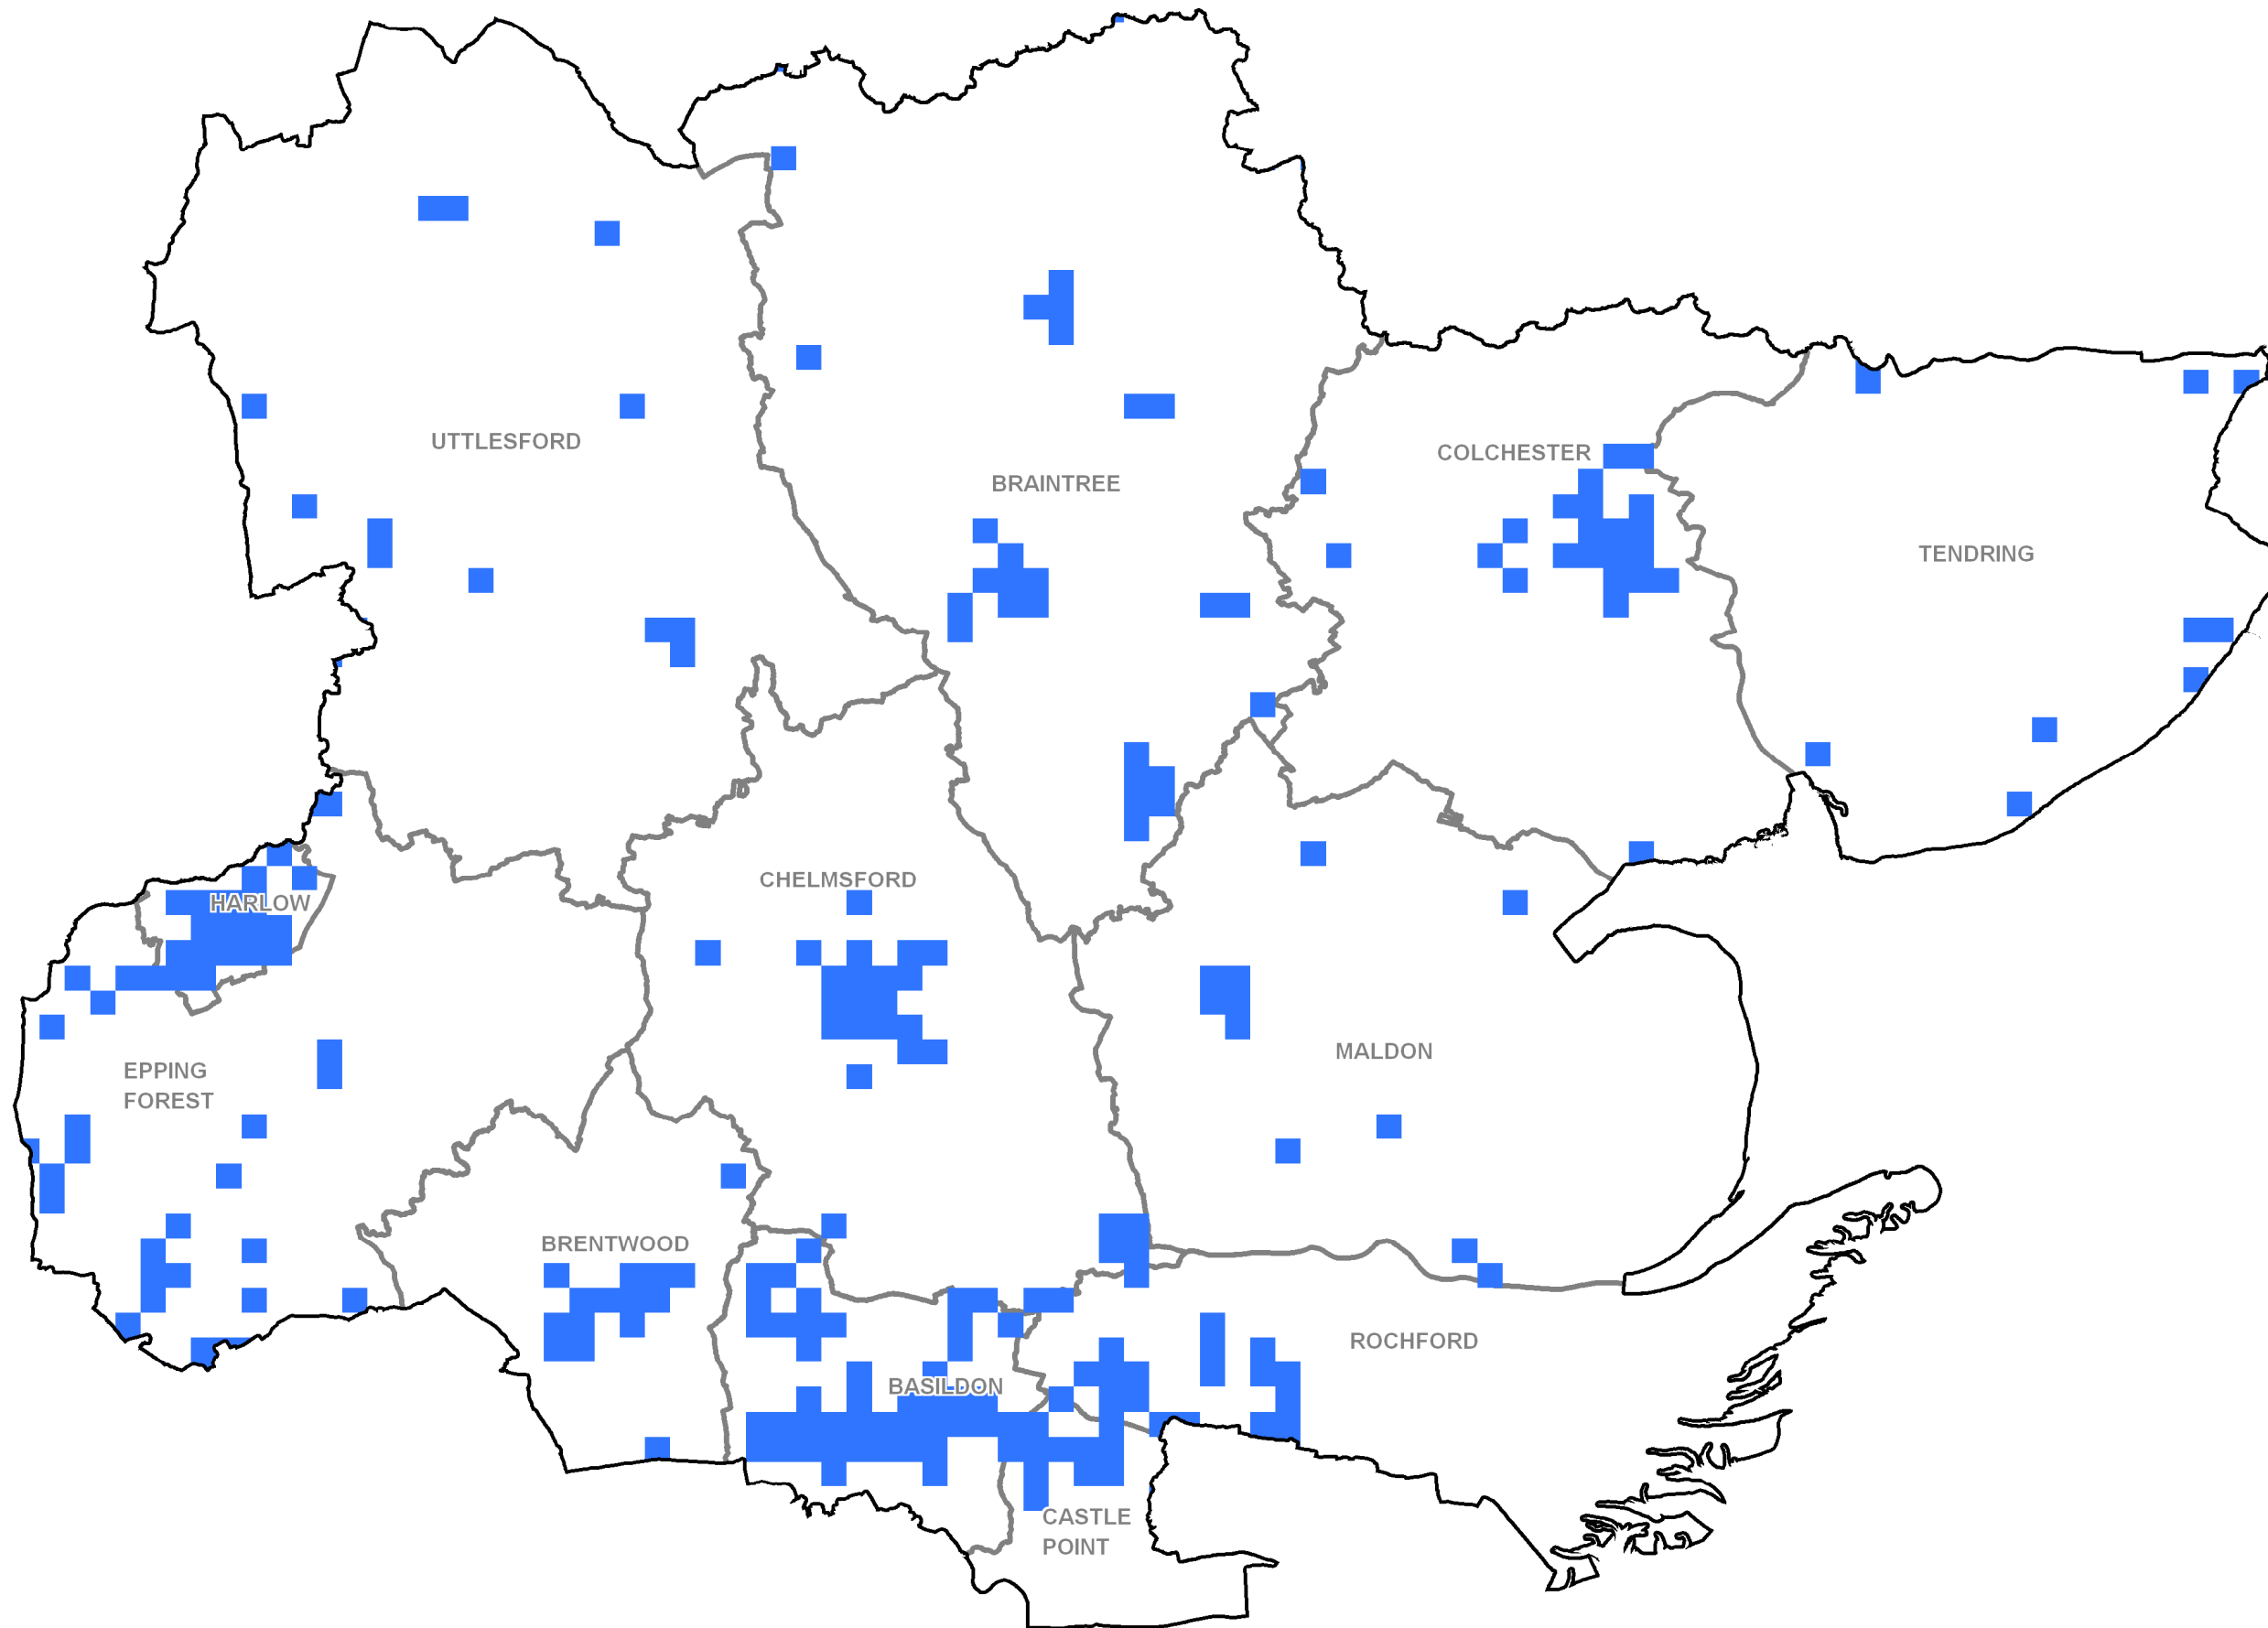 UTTLESFORD
COLCHESTER
BRAINTREE
TENDRING
CHELMSFORD
HARLOW
MALDON
EPPING
FOREST
BRENTWOOD
ROCHFORD
BASILDON
CASTLE
POINT